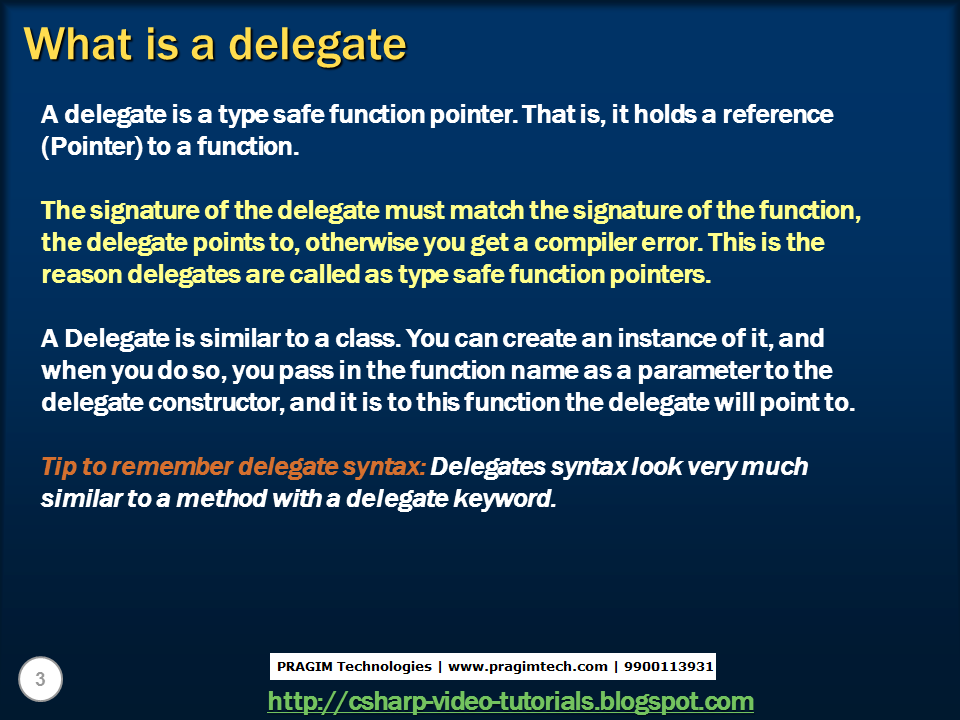 What is a delegate
A delegate is a type safe function pointer. That is, it holds a reference
(Pointer) to a function.
The signature of the delegate must match the signature of the function,
the delegate points to, otherwise you get a compiler error. This is the
reason delegates are called as type safe function pointers.
A Delegate is similar to a class. You can create an instance of it, and
when you do so, you pass in the function name as a parameter to the
delegate constructor, and it is to this function the delegate will point to.
Tip to remember delegate syntax: Delegates syntax look very much
similar to a method with a delegate keyword.
3
PRAGIM Technologies | www.pragimtech.com | 9900113931
http://csharp-video-tutorials.blogspot.com